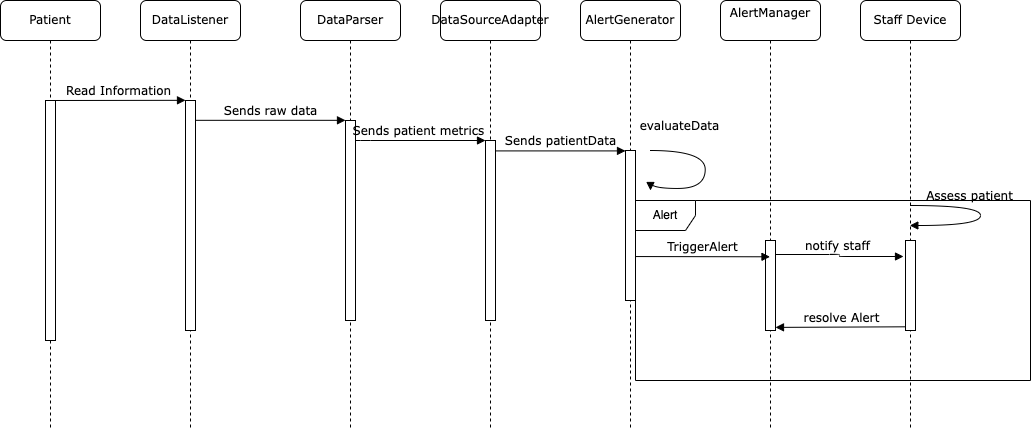 Patient
DataListener
DataParser
DataSourceAdapter
AlertGenerator
AlertManager
Staff Device
Read Information
Sends raw data
Sends patient metrics
Sends patientData
evaluateData
Assess patient
Alert
TriggerAlert
notify staff
resolve Alert